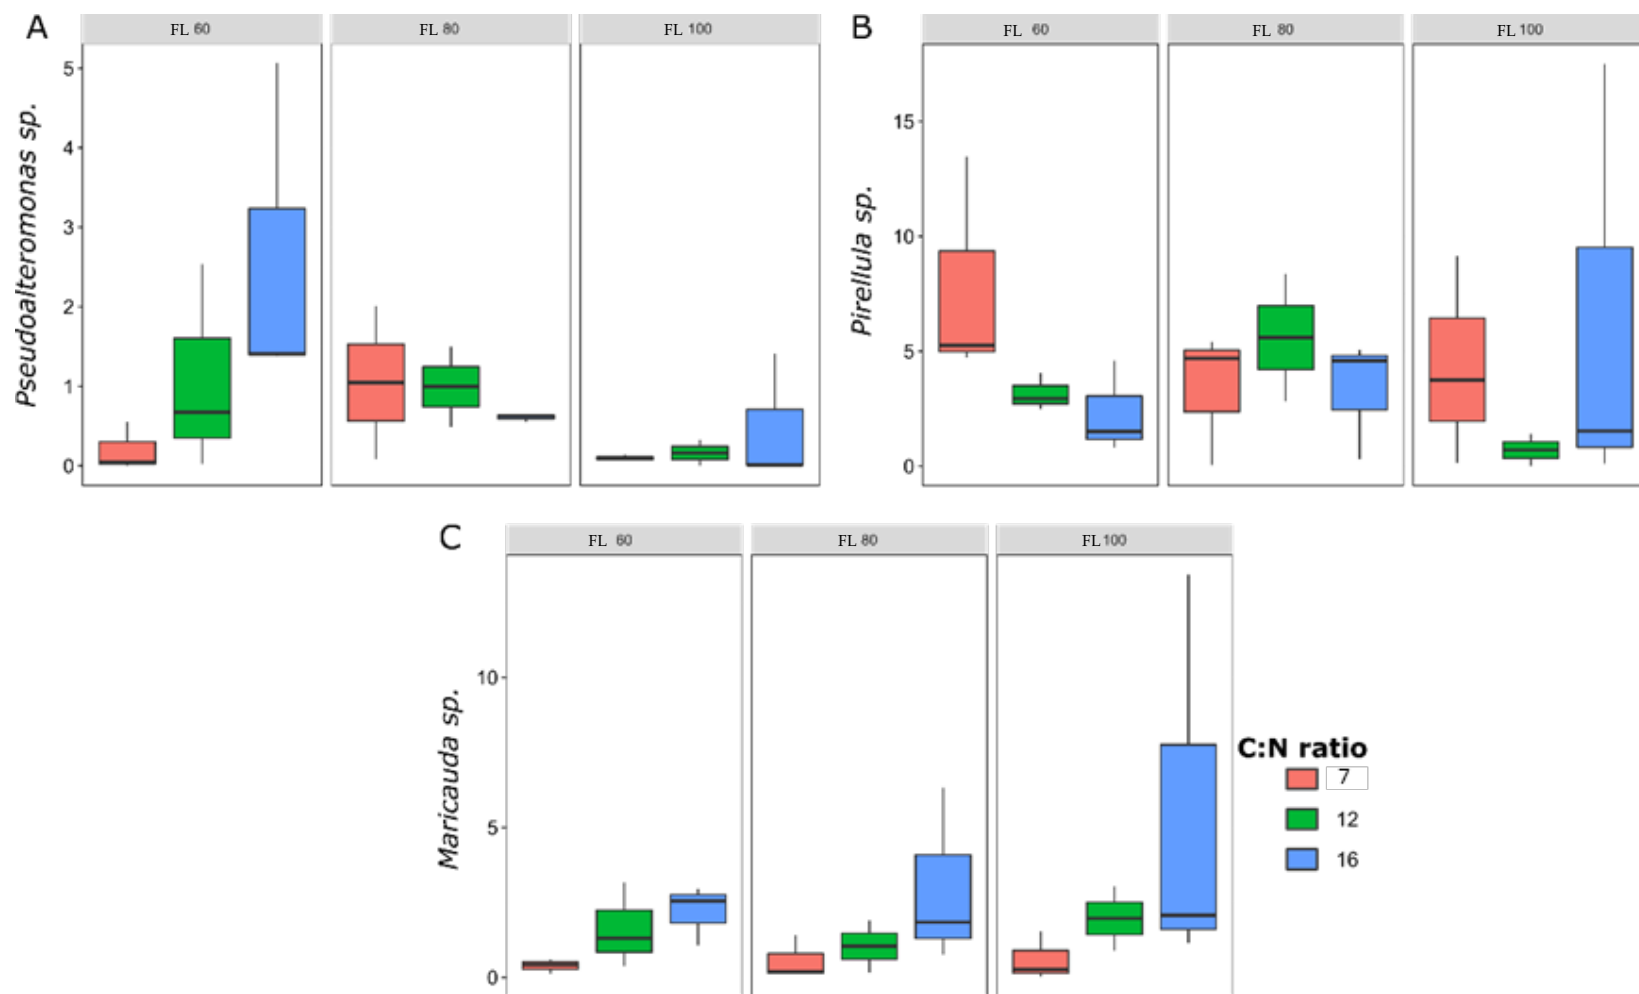 A
FL 60
FL 80
FL 100
Pseudoalteromonas sp.
5
4
3
2
1
0
B
FL 60
FL 80
FL 100
Pirellula sp.
15
10
5
0
C
FL 60
FL 80
FL 100
Maricauda sp.
10
5
0
C:N ratio
7
12
16